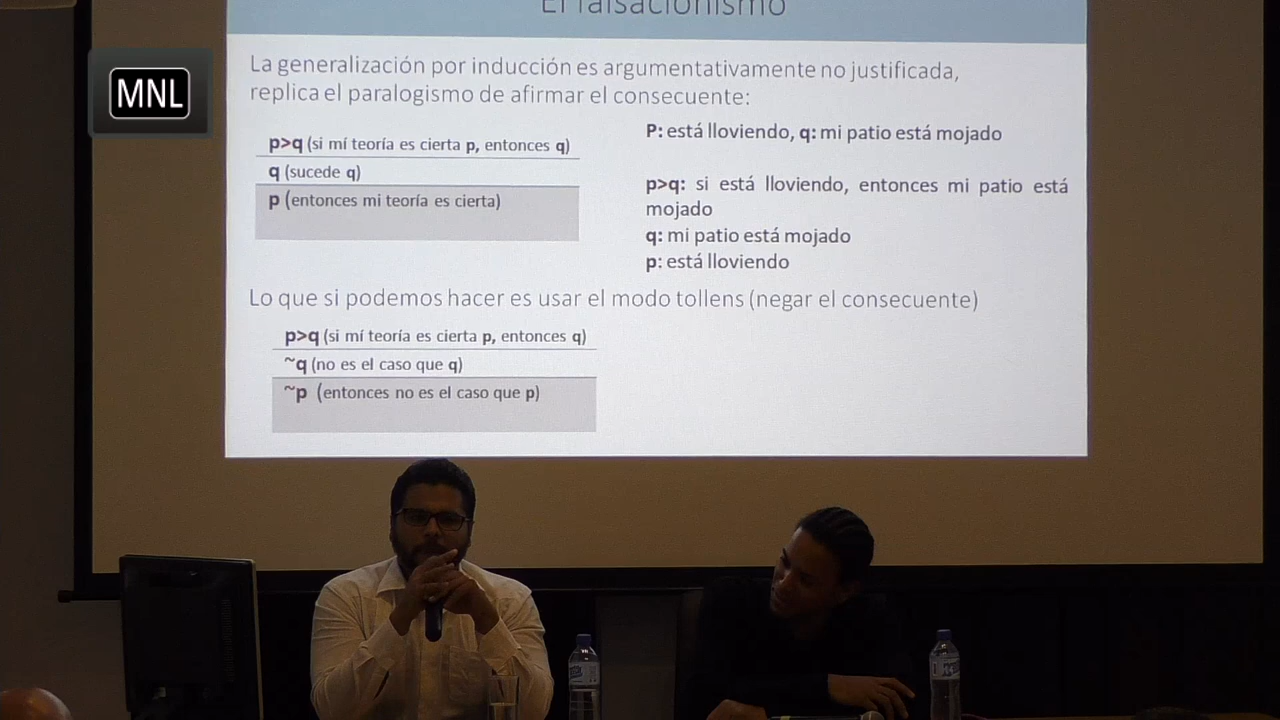 El falsacionismo
MNL
La generalización por inducción es argumentativamente no justificada,
replica el paralogismo de afirmar el consecuente:
p>q (si mí teoría es cierta p, entonces q)
q (sucede q)
p (entonces mi teoría es cierta)
P: está lloviendo, q: mi patio está mojado
p>q: si está lloviendo, entonces mi patio está
mojado
q: mi patio está mojado
p: está lloviendo
Lo que si podemos hacer es usar el modo tollens (negar el consecuente)
p>q (si mí teoría es cierta p, entonces q)
~q (no es el caso que q)
~p (entonces no es el caso que p)